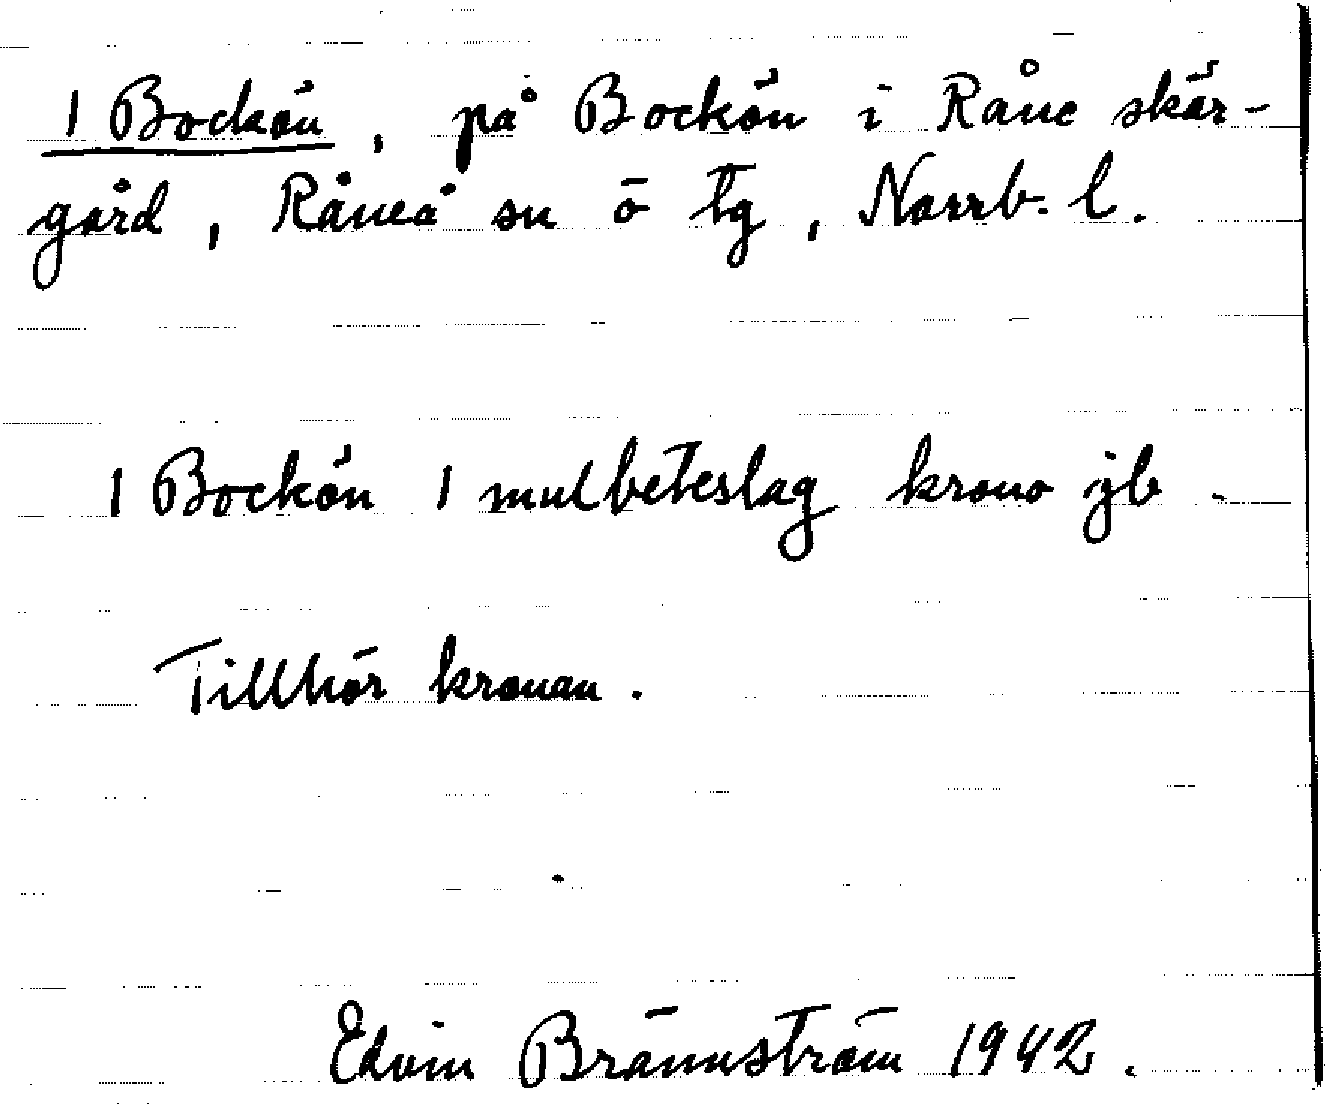 1 Bockön, på Bockön i Råne skär-
gård, Råneå sn ö tg, Norrb. l.
1 Bockön 1 mulbeteslag krono jb.
Tillhör kronan.
Edvin Brännström 1942.